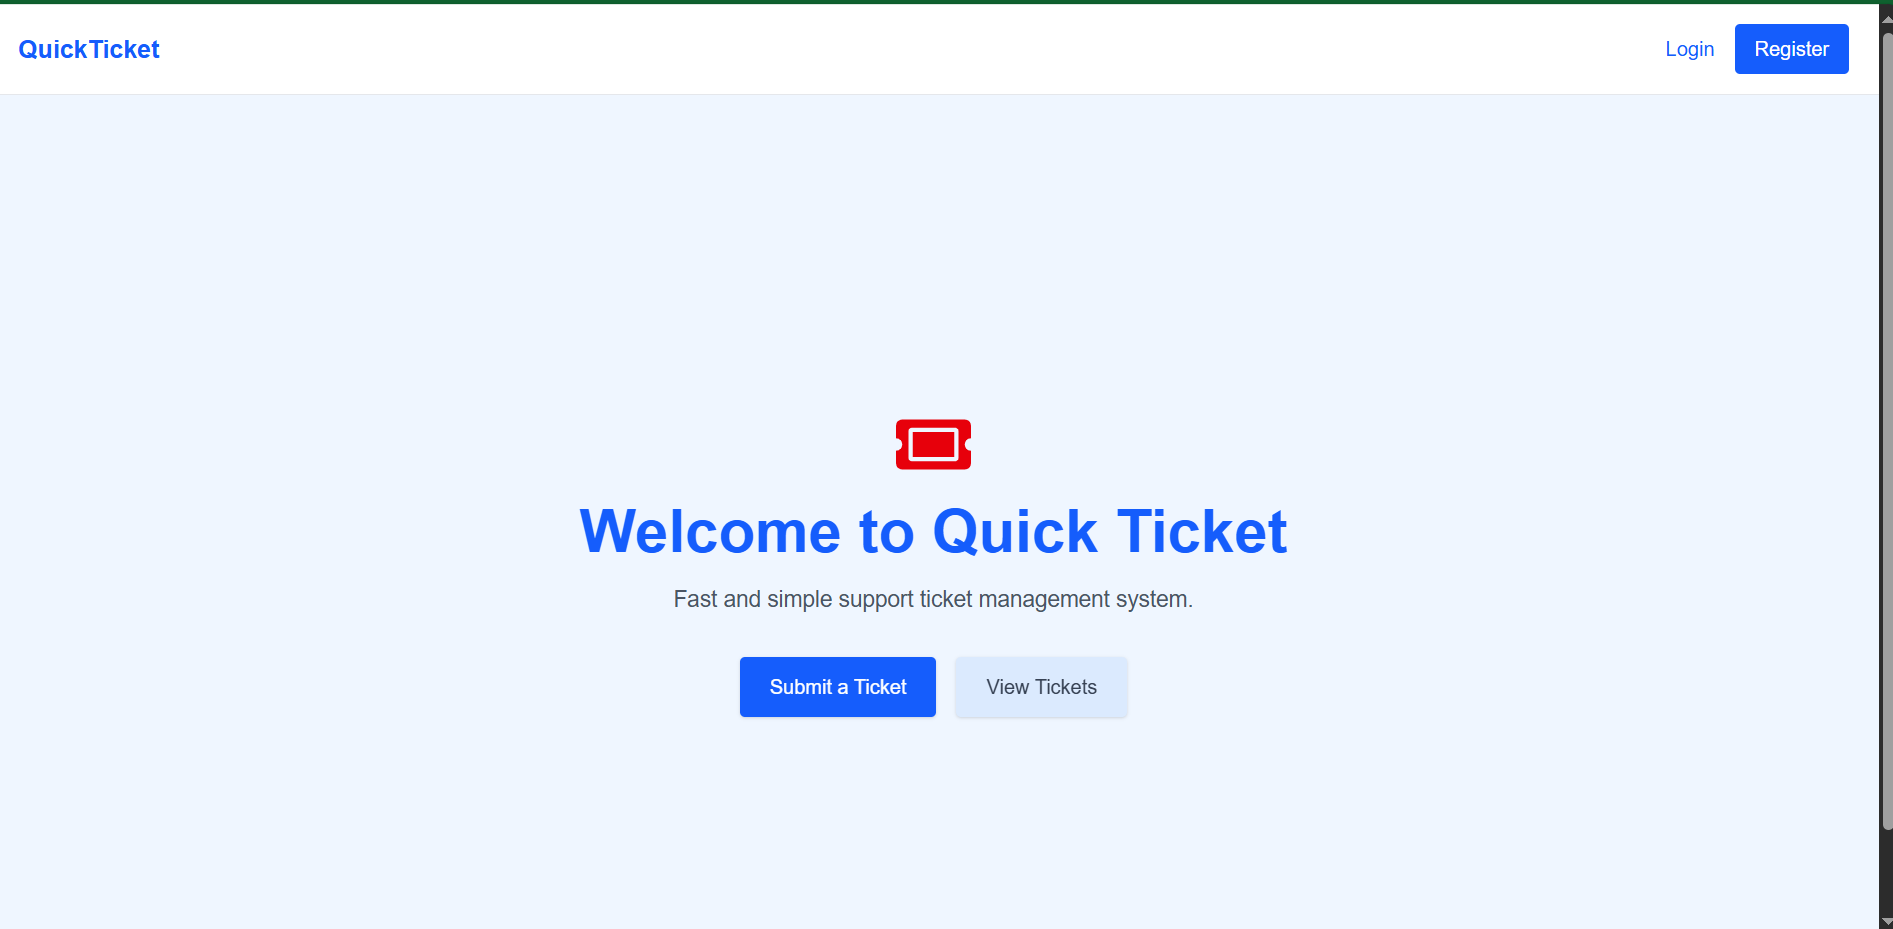 QuickTicket
Login
Register
Welcome to Quick Ticket
Fast and simple support ticket management system.
Submit a Ticket
View Tickets